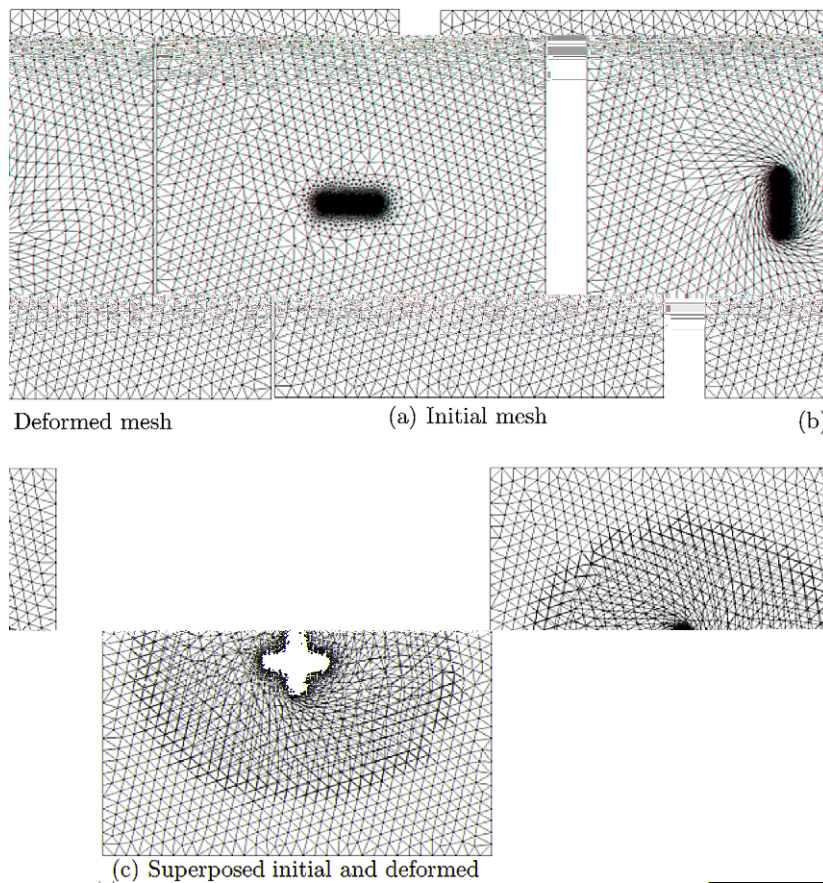 Deformed mesh (a) Initial mesh (b)
(c) Superposed initial and deformed